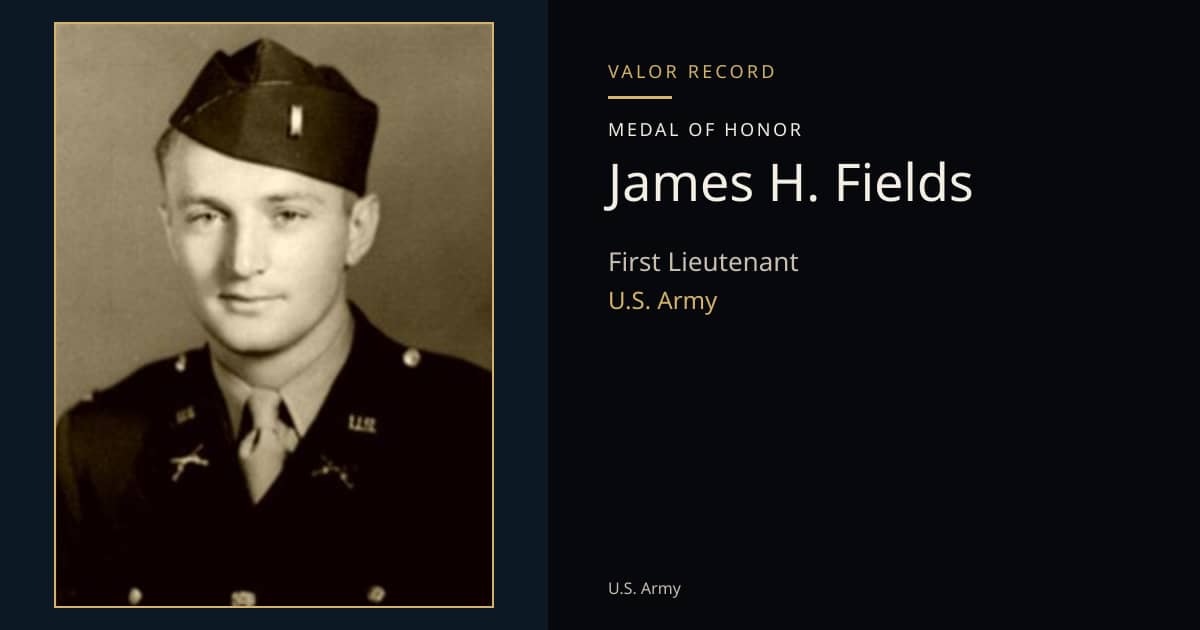 VALOR RECORD
MEDAL OF HONOR
James H. Fields
First Lieutenant
U.S. Army
U.S. Army
U.S.